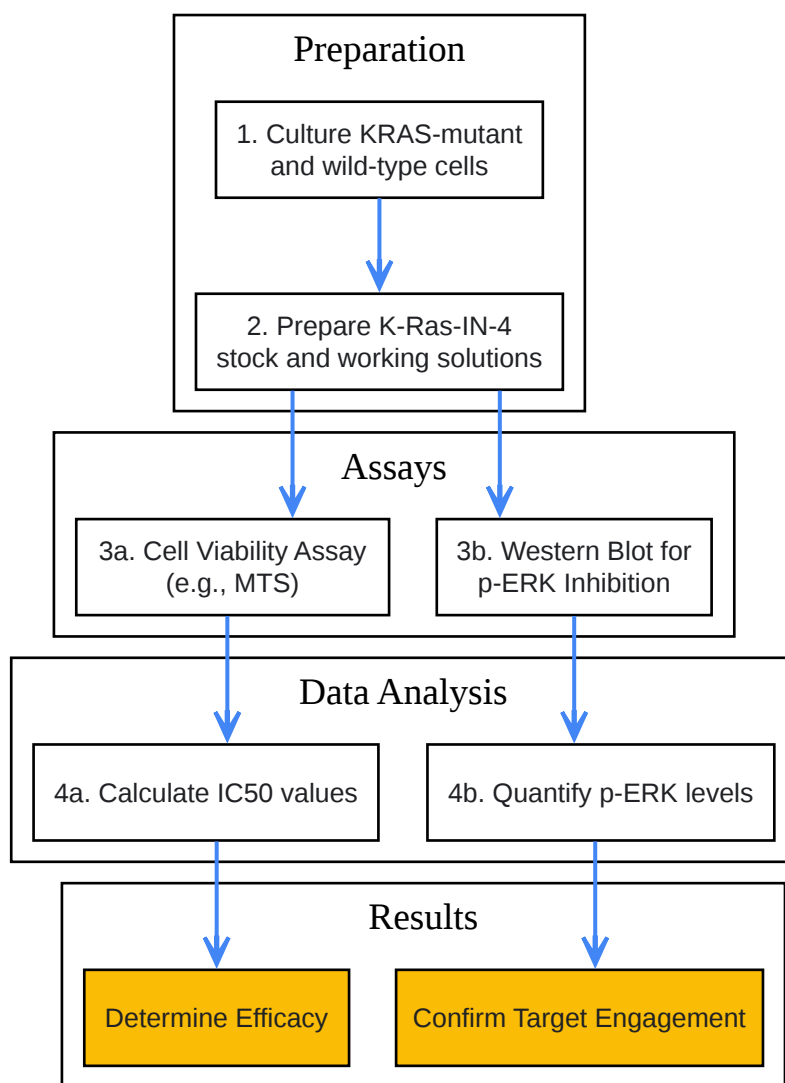 Preparation
1. Culture KRAS-mutant
and wild-type cells
2. Prepare K-Ras-IN-4
stock and working solutions
Assays
3a. Cell Viability Assay
(e.g., MTS)
3b. Western Blot for
p-ERK Inhibition
Data Analysis
4a. Calculate IC50 values
4b. Quantify p-ERK levels
Results
Determine Efficacy
Confirm Target Engagement